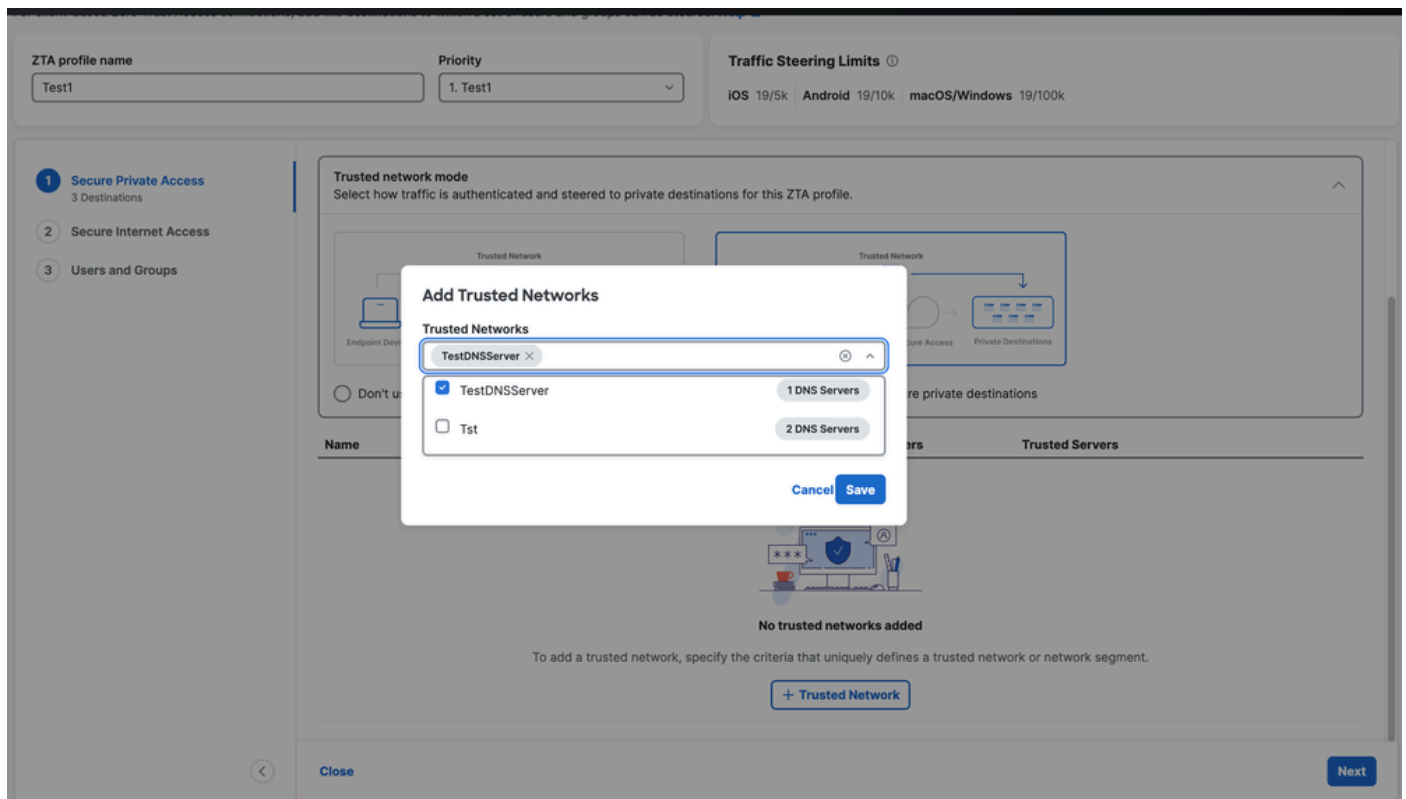 ZTA profile name
Test1
Priority
1. Test1
Traffic Steering Limits
iOS 19/5k Android 19/10k macOS/Windows 19/100k
1 Secure Private Access
3 Destinations
2 Secure Internet Access
3 Users and Groups
Trusted network mode
Select how traffic is authenticated and steered to private destinations for this ZTA profile.
Trusted Network
Trusted Network
Endpoint
Private Destinations
Don't
private destinations
Add Trusted Networks
Trusted Networks
TestDNSServer
TestDNSServer 1 DNS Servers
Tst 2 DNS Servers
Cancel Save
Name
Trusted Servers
***
No trusted networks added
To add a trusted network, specify the criteria that uniquely defines a trusted network or network segment.
+ Trusted Network
Close
Next